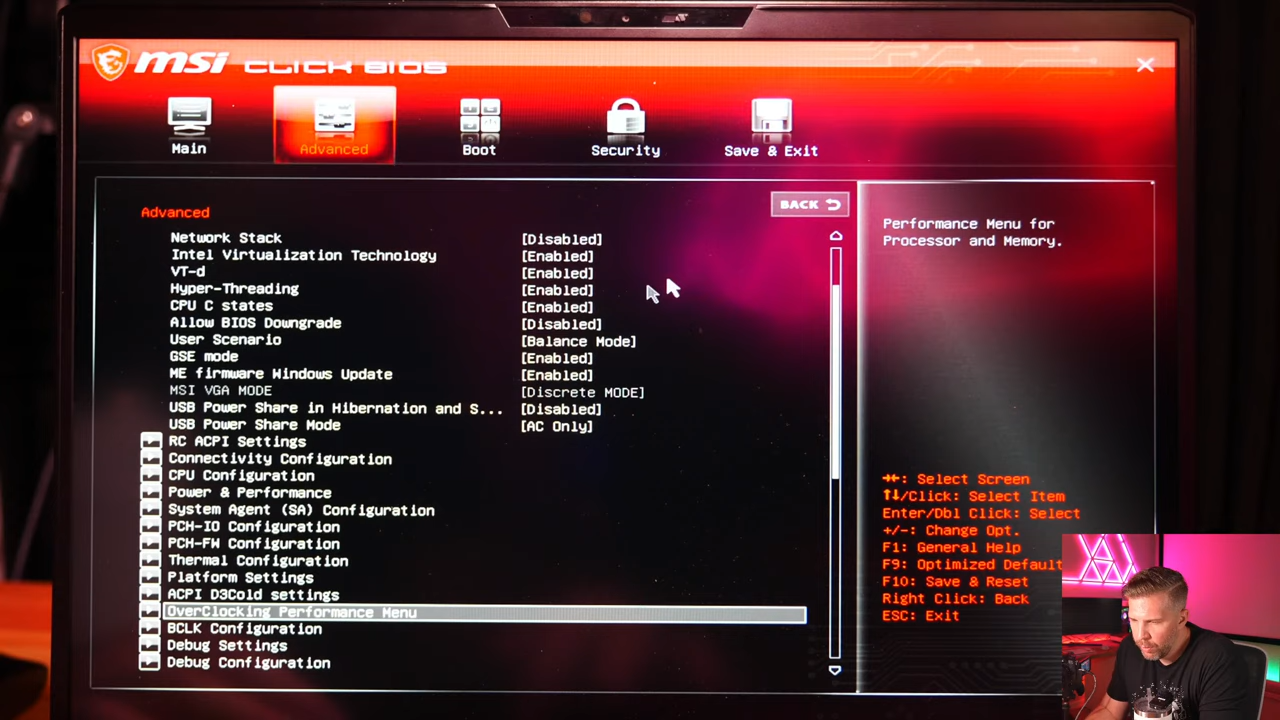 msi CLICK BIOS
Main
Advanced
Boot
Security
Save & Exit
Advanced
BACK
Network Stack [Disabled]
Intel Virtualization Technology [Enabled]
VT-d [Enabled]
Hyper-Threading [Enabled]
CPU C states [Enabled]
Allow BIOS Downgrade [Disabled]
User Scenario [Balance Mode]
GSE mode [Enabled]
ME firmware Windows Update [Enabled]
MSI VGA MODE [Discrete MODE]
USB Power Share in Hibernation and S... [Disabled]
USB Power Share Mode [AC Only]
RC ACPI Settings
Connectivity Configuration
CPU Configuration
Power & Performance
System Agent (SA) Configuration
PCH-IO Configuration
PCH-FW Configuration
Thermal Configuration
Platform Settings
ACPI D3Cold settings
OverClocking Performance Menu
BCLK Configuration
Debug Settings
Debug Configuration
Performance Menu for
Processor and Memory.
→←: Select Screen
↑↓/Click: Select Item
Enter/Dbl Click: Select
+/-: Change Opt.
F1: General Help
F9: Optimized Default
F10: Save & Reset
Right Click: Back
ESC: Exit